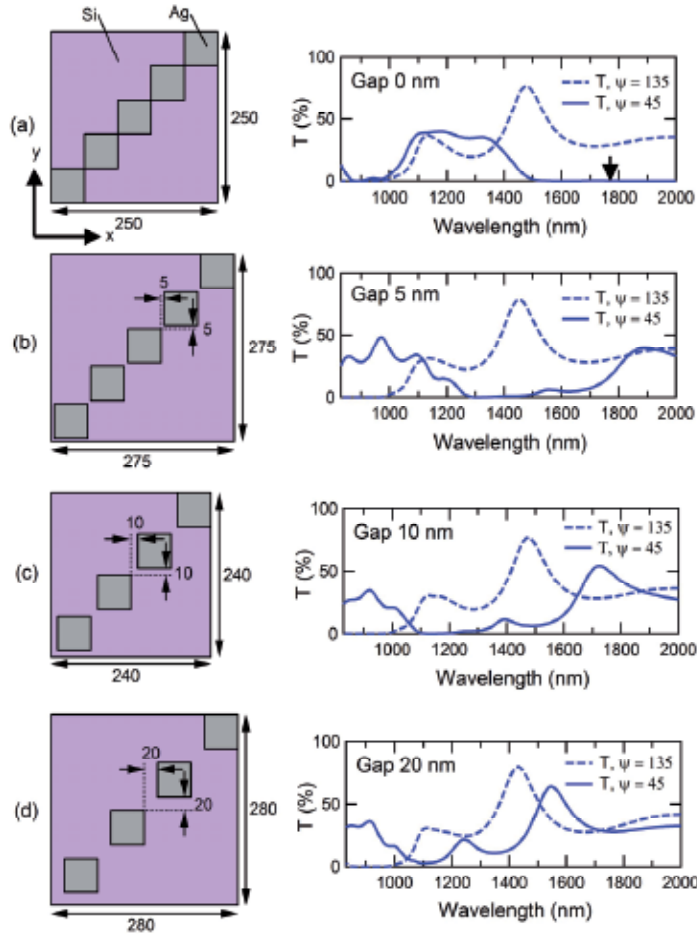 Si
Ag
(a)
y
x
250
250
Gap 0 nm
T, ψ = 135
T, ψ = 45
T (%)
100
50
0
1000 1200 1400 1600 1800 2000
Wavelength (nm)
(b)
5
5
275
275
Gap 5 nm
T, ψ = 135
T, ψ = 45
T (%)
100
50
0
1000 1200 1400 1600 1800 2000
Wavelength (nm)
(c)
10
10
240
240
Gap 10 nm
T, ψ = 135
T, ψ = 45
T (%)
100
50
0
1000 1200 1400 1600 1800 2000
Wavelength (nm)
(d)
20
20
280
280
Gap 20 nm
T, ψ = 135
T, ψ = 45
T (%)
100
50
0
1000 1200 1400 1600 1800 2000
Wavelength (nm)